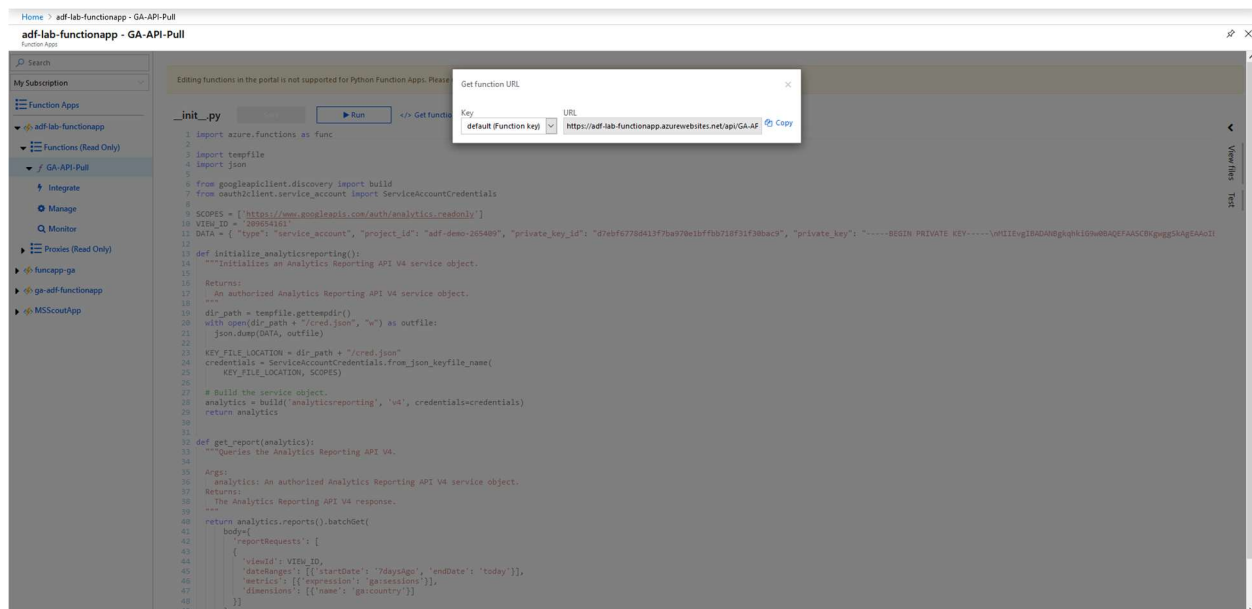 Home > adf-lab-functionapp - GA-API-Pull
adf-lab-functionapp - GA-API-Pull
Function Apps
Search
My Subscription
Function Apps
adf-lab-functionapp
Functions (Read Only)
f GA-API-Pull
Integrate
Manage
Monitor
Proxies (Read Only)
funcapp-ga
ga-adf-functionapp
MSScoutApp
Editing functions in the portal is not supported for Python Function Apps. Please
__init__.py
Run
</> Get functio
Get function URL
Key
URL
default (Function key)
https://adf-lab-functionapp.azurewebsites.net/api/GA-AF
Copy
View files
Test
1 import azure.functions as func
2
3 import tempfile
4 import json
5
6 from googleapiclient.discovery import build
7 from oauth2client.service_account import ServiceAccountCredentials
8
9 SCOPES = ['https://www.googleapis.com/auth/analytics.readonly']
10 VIEW_ID = '209654161'
11 DATA = { "type": "service_account", "project_id": "adf-demo-265409", "private_key_id": "", "private_key": "-----BEGIN PRIVATE KEY-----\
12
13 def initialize_analyticsreporting():
14 """Initializes an Analytics Reporting API V4 service object.
15
16 Returns:
17 An authorized Analytics Reporting API V4 service object.
18 """
19 dir_path = tempfile.gettempdir()
20 with open(dir_path + "/cred.json", "w") as outfile:
21 json.dump(DATA, outfile)
22
23 KEY_FILE_LOCATION = dir_path + "/cred.json"
24 credentials = ServiceAccountCredentials.from_json_keyfile_name(
25 KEY_FILE_LOCATION, SCOPES)
26
27 # Build the service object.
28 analytics = build('analyticsreporting', 'v4', credentials=credentials)
29 return analytics
30
31
32 def get_report(analytics):
33 """Queries the Analytics Reporting API V4.
34
35 Args:
36 analytics: An authorized Analytics Reporting API V4 service object.
37 Returns:
38 The Analytics Reporting API V4 response.
39 """
40 return analytics.reports().batchGet(
41 body={
42 'reportRequests': [
43 {
44 'viewId': VIEW_ID,
45 'dateRanges': [{'startDate': '7daysAgo', 'endDate': 'today'}],
46 'metrics': [{'expression': 'ga:sessions'}],
47 'dimensions': [{'name': 'ga:country'}]
48 }]